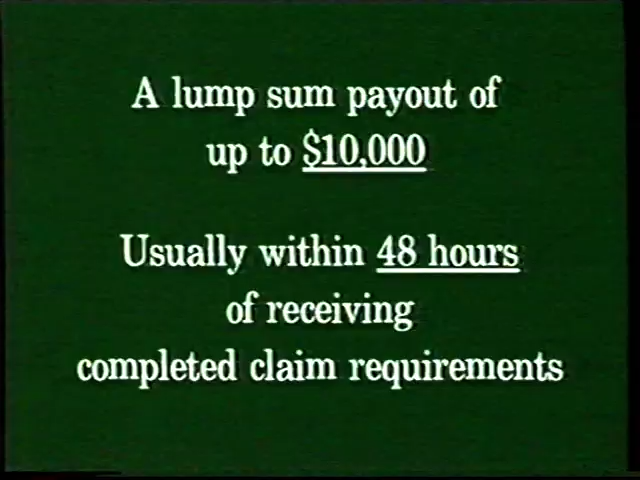 A lump sum payout of
up to $10,000
Usually within 48 hours
of receiving
completed claim requirements